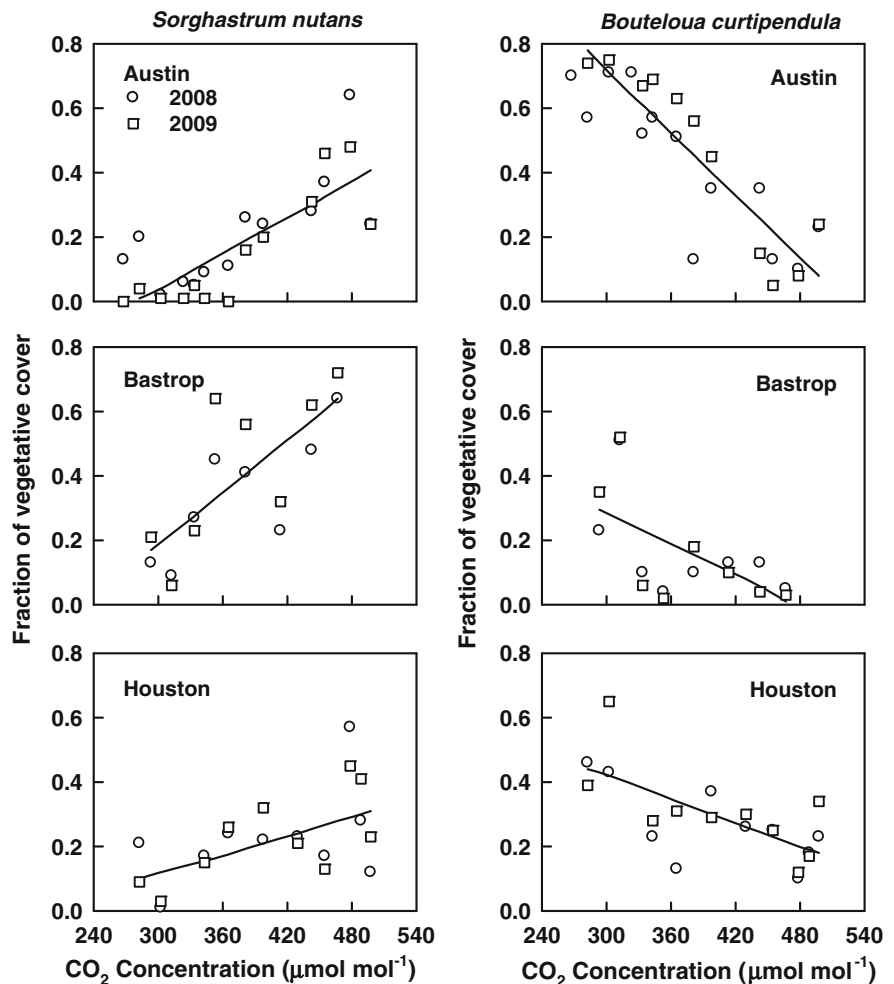 Sorghastrum nutans
Bouteloua curtipendula
0.8
0.6
0.4
0.2
0.0
Austin
2008
2009
0.8
0.6
0.4
0.2
0.0
Austin
0.8
0.6
0.4
0.2
0.0
Bastrop
0.8
0.6
0.4
0.2
0.0
Bastrop
Fraction of vegetative cover
Fraction of vegetative cover
0.8
0.6
0.4
0.2
0.0
Houston
240 300 360 420 480 540
CO2 Concentration (μmol mol-1)
0.8
0.6
0.4
0.2
0.0
Houston
240 300 360 420 480 540
CO2 Concentration (μmol mol-1)